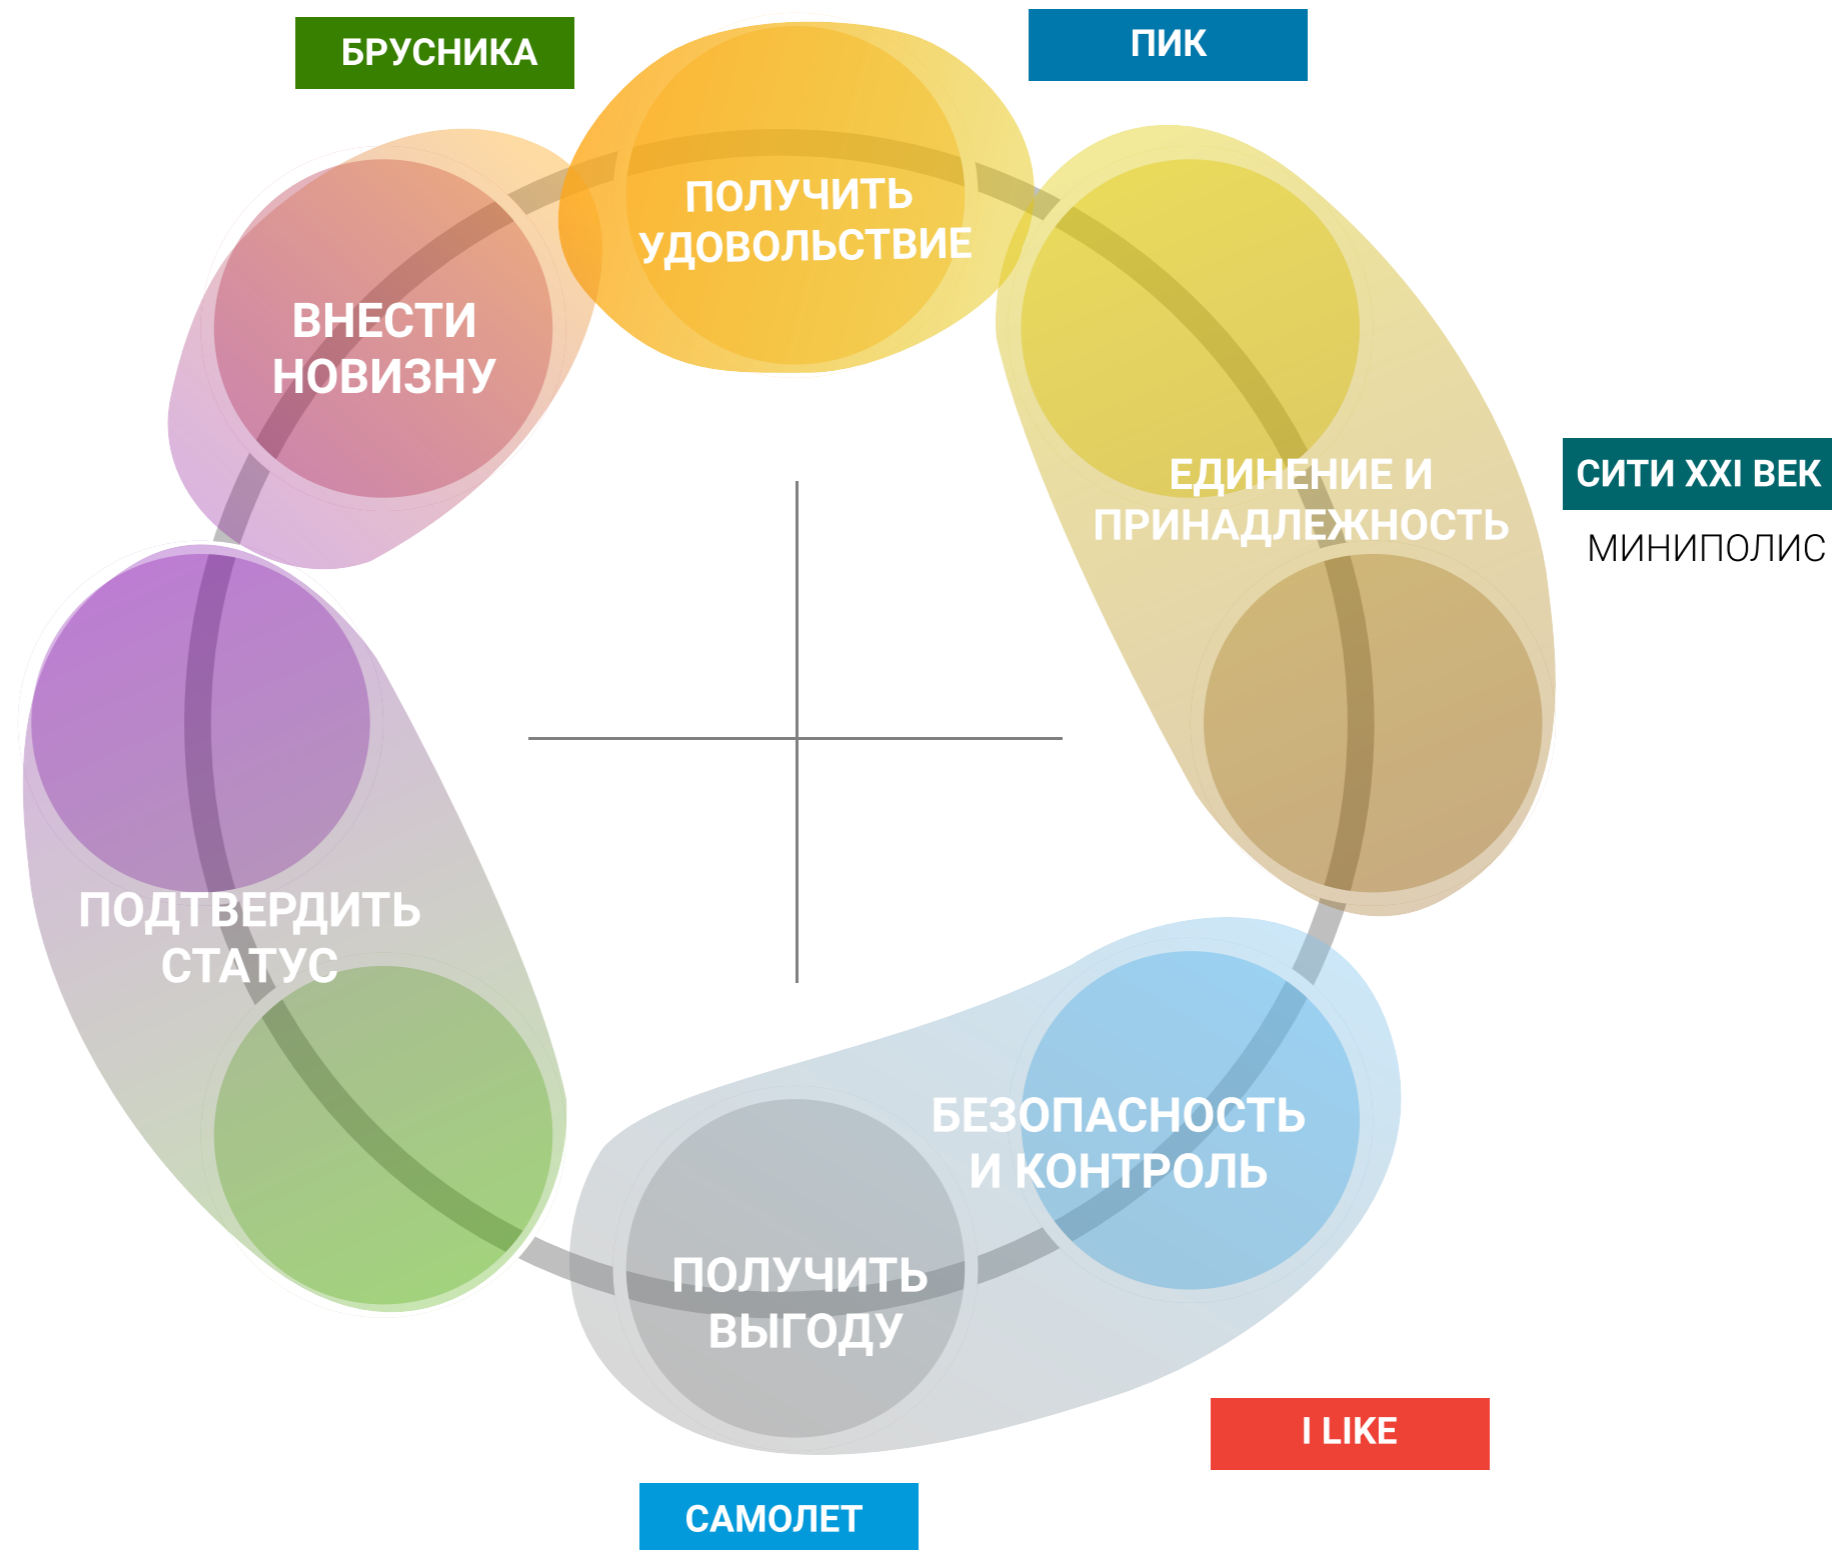 БРУСНИКА
ПИК
ПОЛУЧИТЬ
УДОВОЛЬСТВИЕ
ВНЕСТИ
НОВИЗНУ
ЕДИНЕНИЕ И
ПРИНАДЛЕЖНОСТЬ
СИТИ XXI ВЕК
МИНИПОЛИС
ПОДТВЕРДИТЬ
СТАТУС
БЕЗОПАСНОСТЬ
И КОНТРОЛЬ
ПОЛУЧИТЬ
ВЫГОДУ
I LIKE
САМОЛЕТ